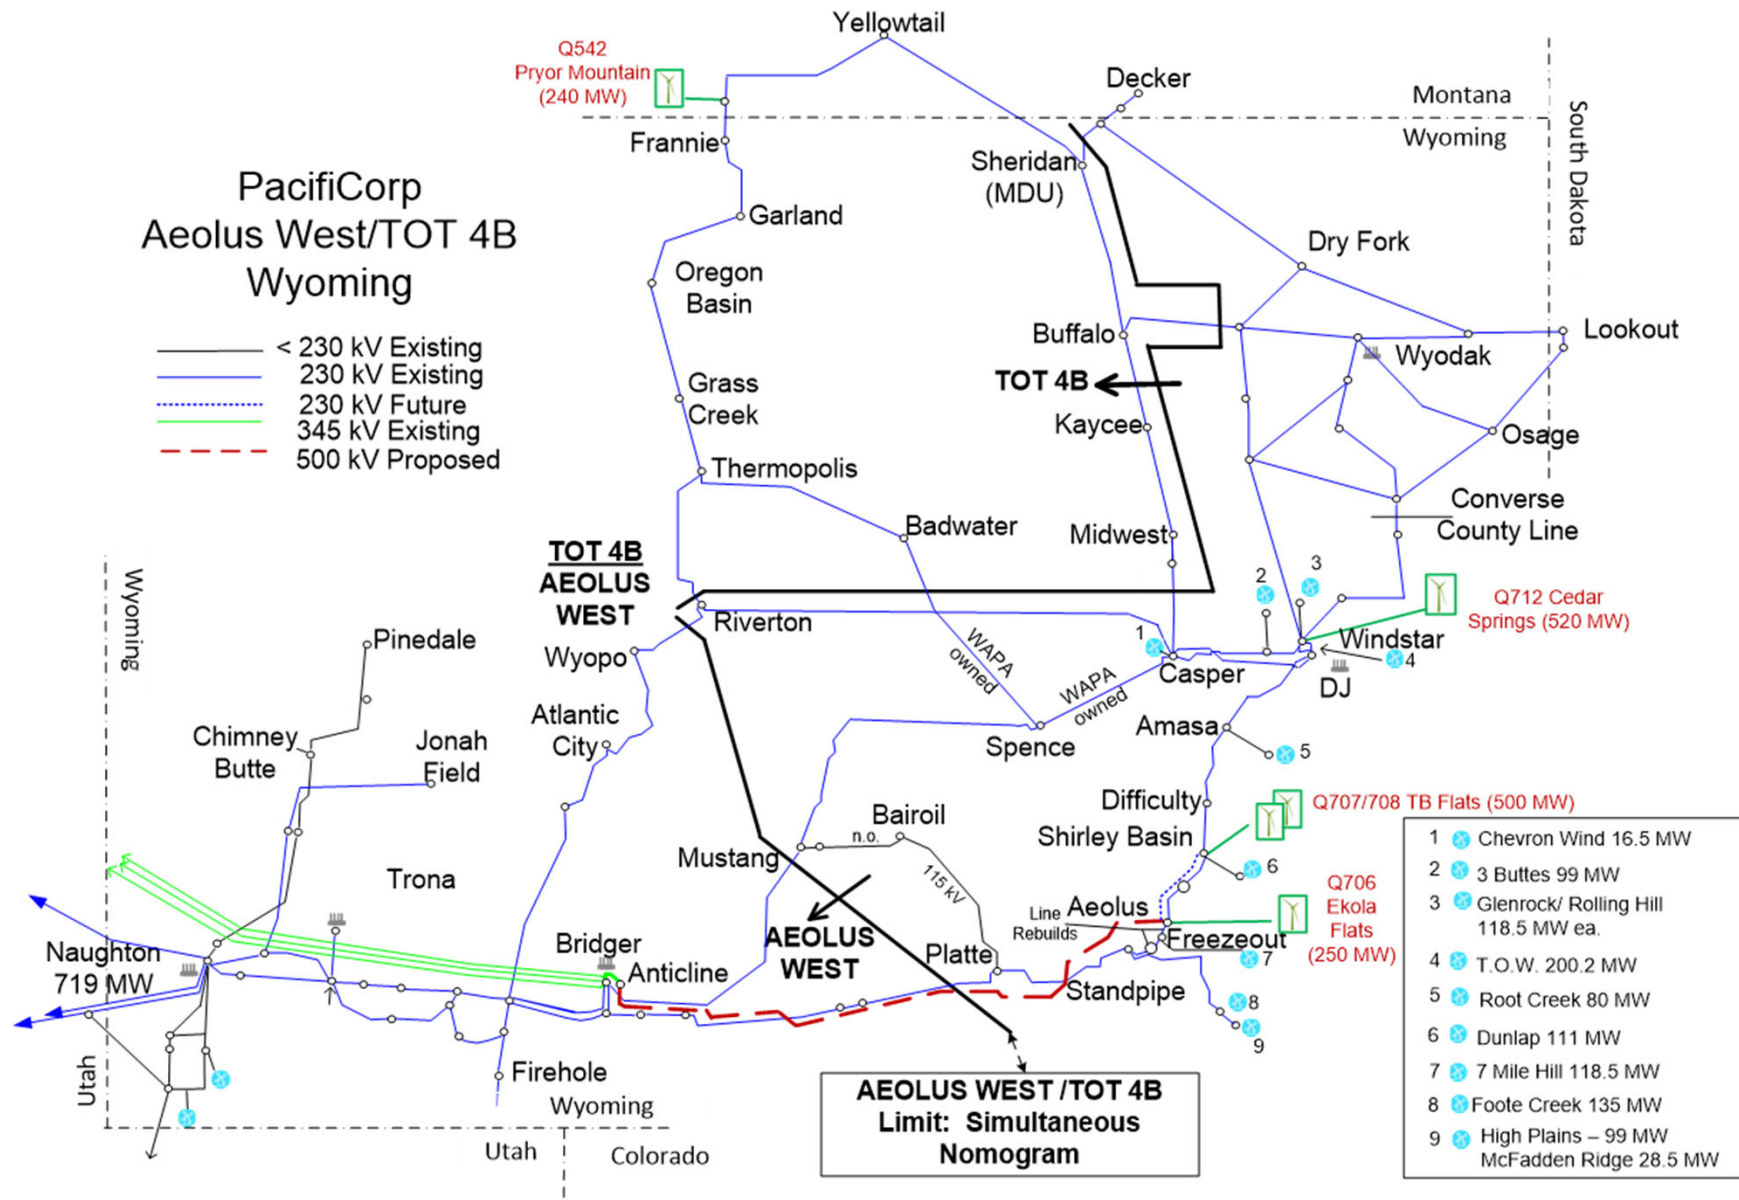 Yellowtail
Q542
Pryor Mountain
(240 MW)
Decker
Montana
Wyoming
South Dakota
Frannie
Sheridan
(MDU)
PacifiCorp
Aeolus West/TOT 4B
Wyoming
Garland
Dry Fork
Oregon
Basin
< 230 kV Existing
230 kV Existing
230 kV Future
345 kV Existing
500 kV Proposed
Buffalo
Lookout
Wyodak
TOT 4B
Grass
Creek
Kaycee
Osage
Thermopolis
Converse
County Line
Badwater
Midwest
TOT 4B
AEOLUS
WEST
2
3
Q712 Cedar
Springs (520 MW)
Wyoming
Riverton
1
Windstar
4
Pinedale
Wyopo
WAPA
owned
WAPA
owned
Casper
DJ
Atlantic
City
Amasa
5
Chimney
Butte
Jonah
Field
Spence
Difficulty
Q707/708 TB Flats (500 MW)
Bairoil
n.o.
Shirley Basin
6
Mustang
115 kV
Trona
Q706
Ekola
Flats
(250 MW)
Aeolus
Line
Rebuilds
AEOLUS
WEST
Freezeout
7
Naughton
719 MW
Bridger
Anticline
Platte
Standpipe
8
9
Firehole
Utah
Wyoming
Utah
Colorado
AEOLUS WEST /TOT 4B
Limit: Simultaneous
Nomogram
1 Chevron Wind 16.5 MW
2 3 Buttes 99 MW
3 Glenrock/ Rolling Hill
118.5 MW ea.
4 T.O.W. 200.2 MW
5 Root Creek 80 MW
6 Dunlap 111 MW
7 7 Mile Hill 118.5 MW
8 Foote Creek 135 MW
9 High Plains – 99 MW
McFadden Ridge 28.5 MW